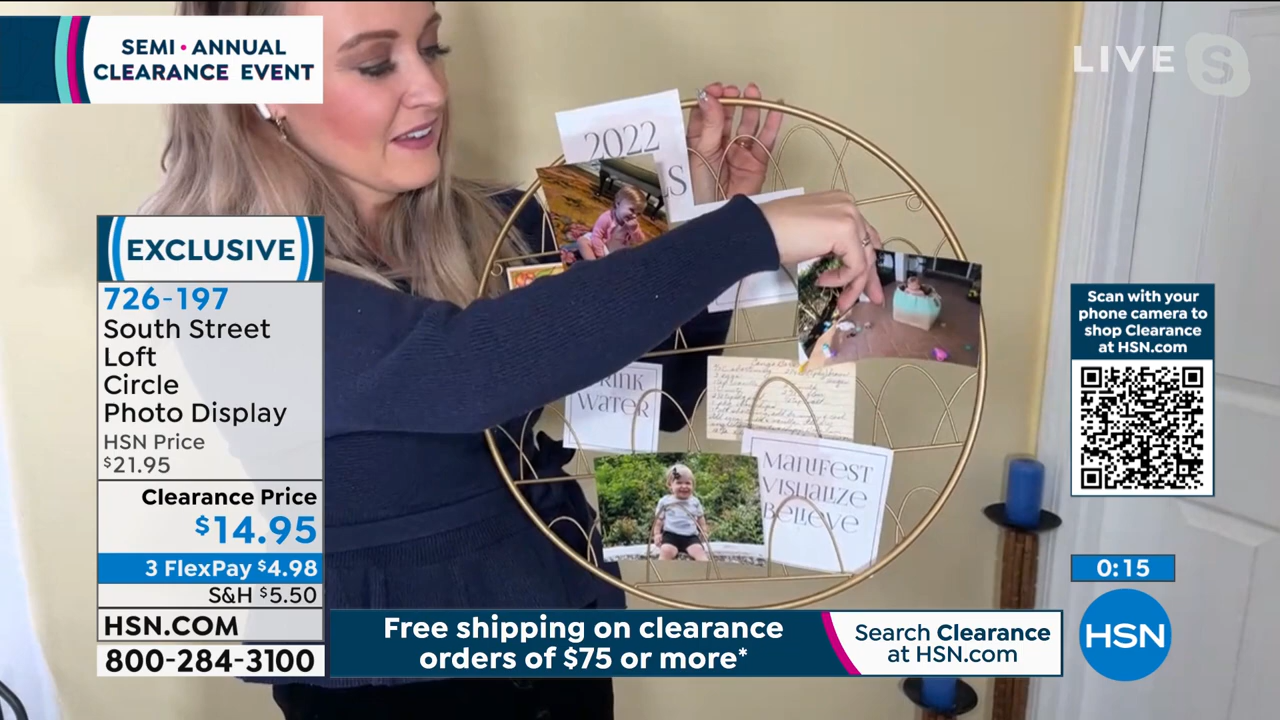 SEMI • ANNUAL
CLEARANCE EVENT
LIVE S
2022
LS
EXCLUSIVE
726-197
South Street
Loft
Circle
Photo Display
HSN Price
$21.95
Clearance Price
$14.95
3 FlexPay $4.98
S&H $5.50
HSN.COM
800-284-3100
RINK
WATER
MANIFEST
VISUALIZE
BELIEVE
Scan with your
phone camera to
shop Clearance
at HSN.com
0:15
HSN
Free shipping on clearance
orders of $75 or more*
Search Clearance
at HSN.com